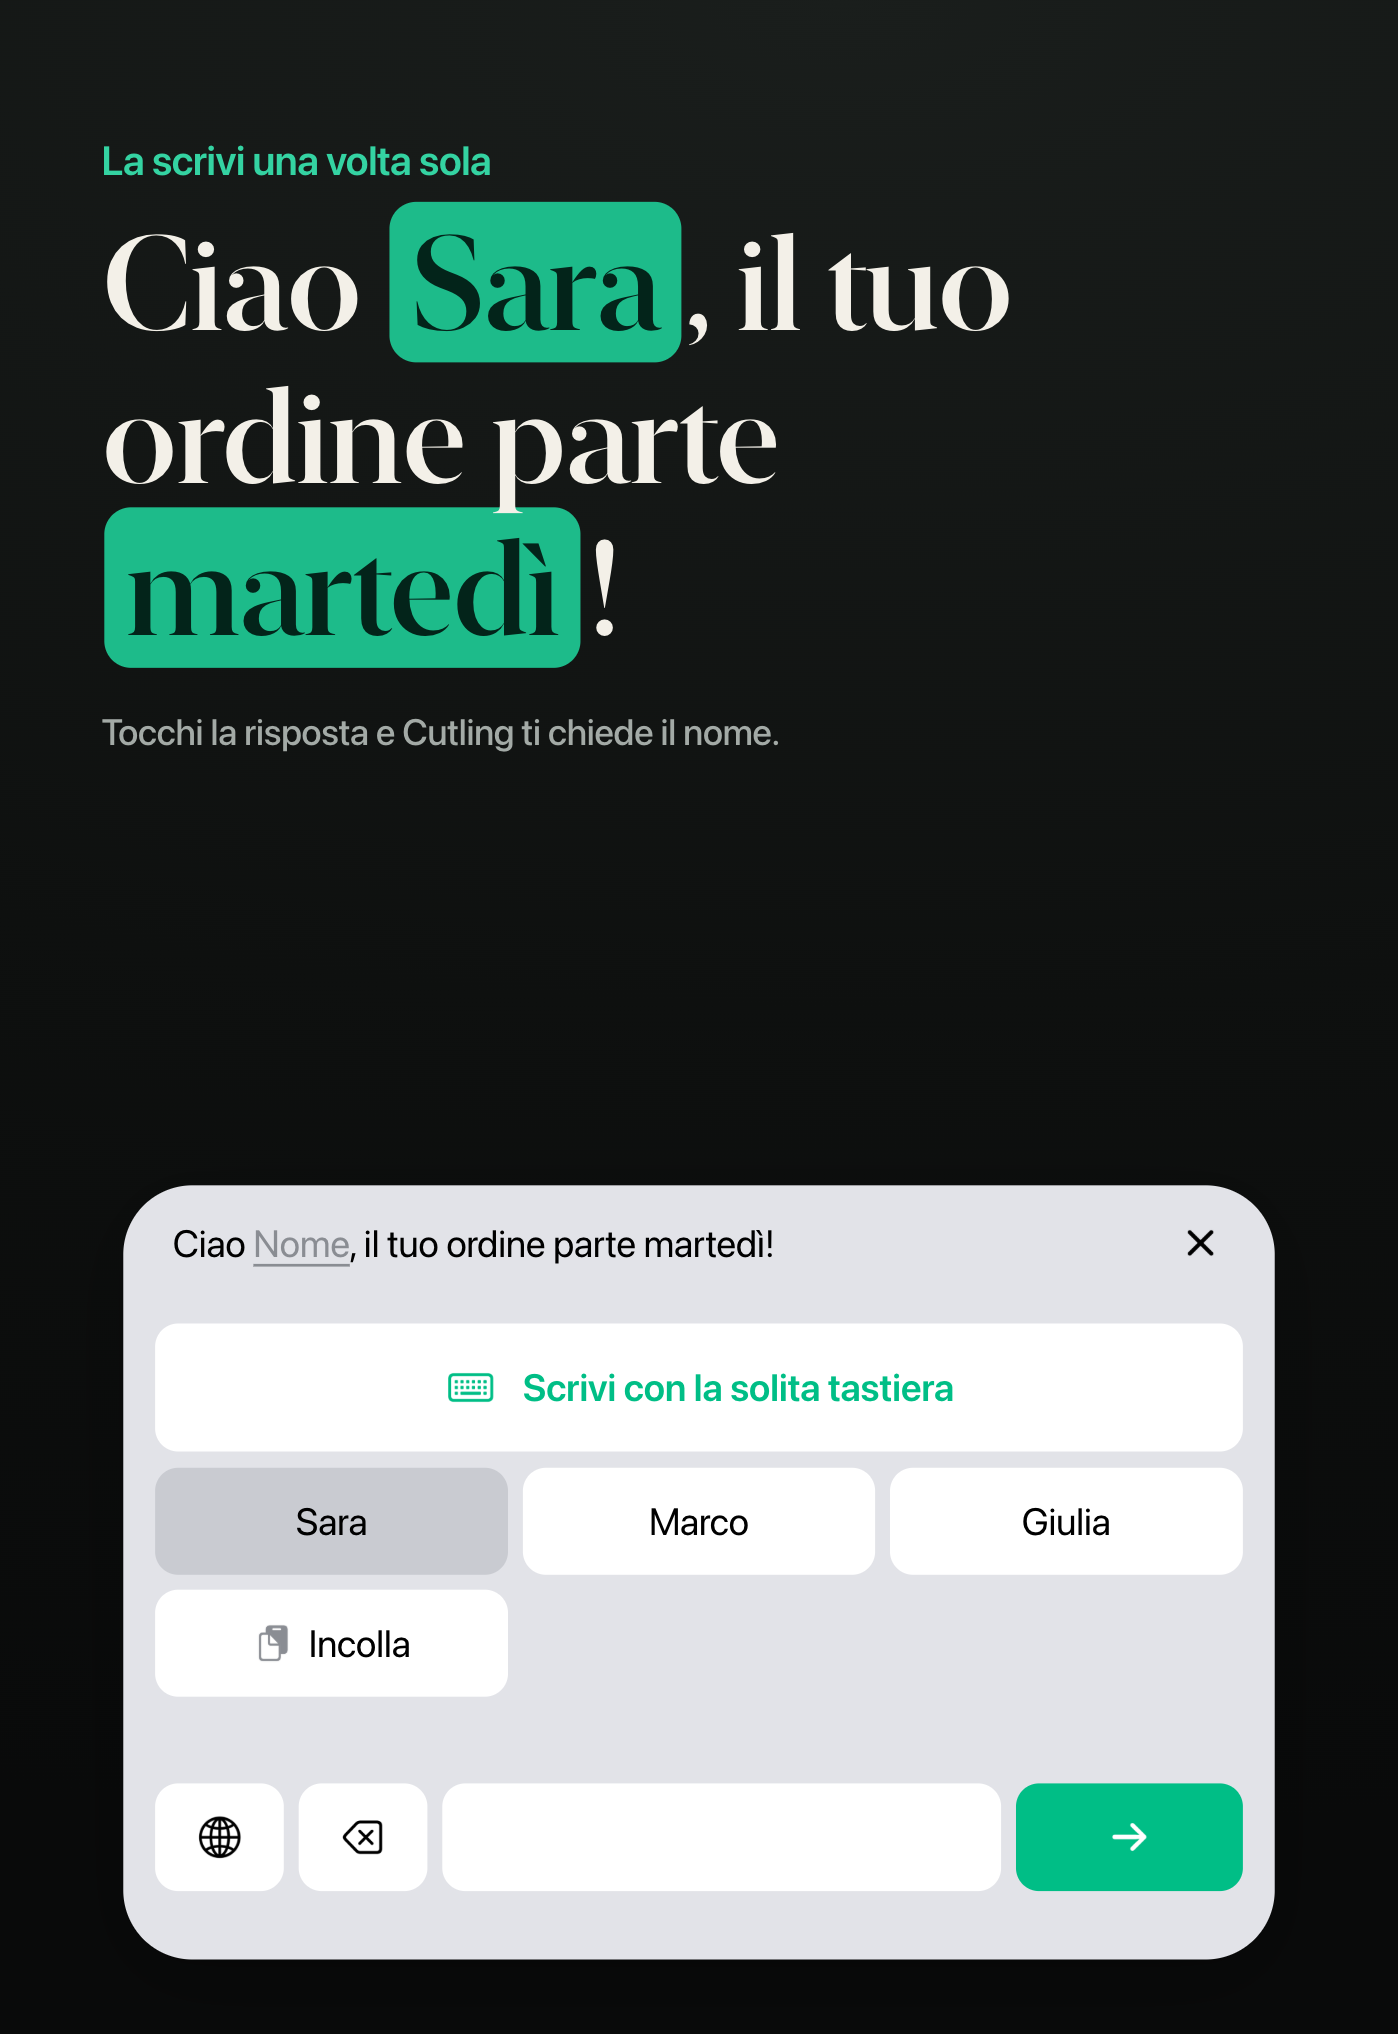 La scrivi una volta sola
Ciao Sara, il tuo
ordine parte
martedì!
Tocchi la risposta e Cutling ti chiede il nome.
Ciao Nome, il tuo ordine parte martedì!
Scrivi con la solita tastiera
Sara
Marco
Giulia
Incolla